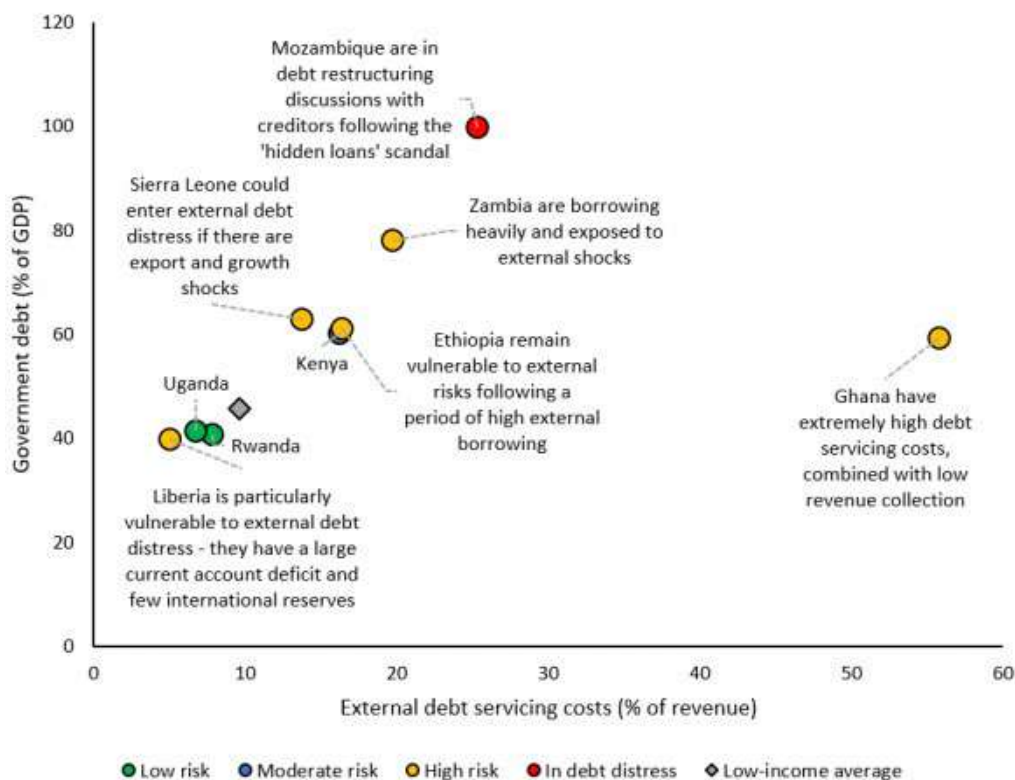 120
Mozambique are in
debt restructuring
discussions with
creditors following the
'hidden loans' scandal
100
Sierra Leone could
enter external debt
distress if there are
export and growth
shocks
Zambia are borrowing
heavily and exposed to
external shocks
80
Government debt (% of GDP)
60
Kenya
Ethiopia remain
vulnerable to external
risks following a
period of high external
borrowing
Ghana have
extremely high debt
servicing costs,
combined with low
revenue collection
Uganda
Rwanda
40
Liberia is particularly
vulnerable to external debt
distress - they have a large
current account deficit and
few international reserves
20
0
0 10 20 30 40 50 60
External debt servicing costs (% of revenue)
Low risk Moderate risk High risk In debt distress Low-income average